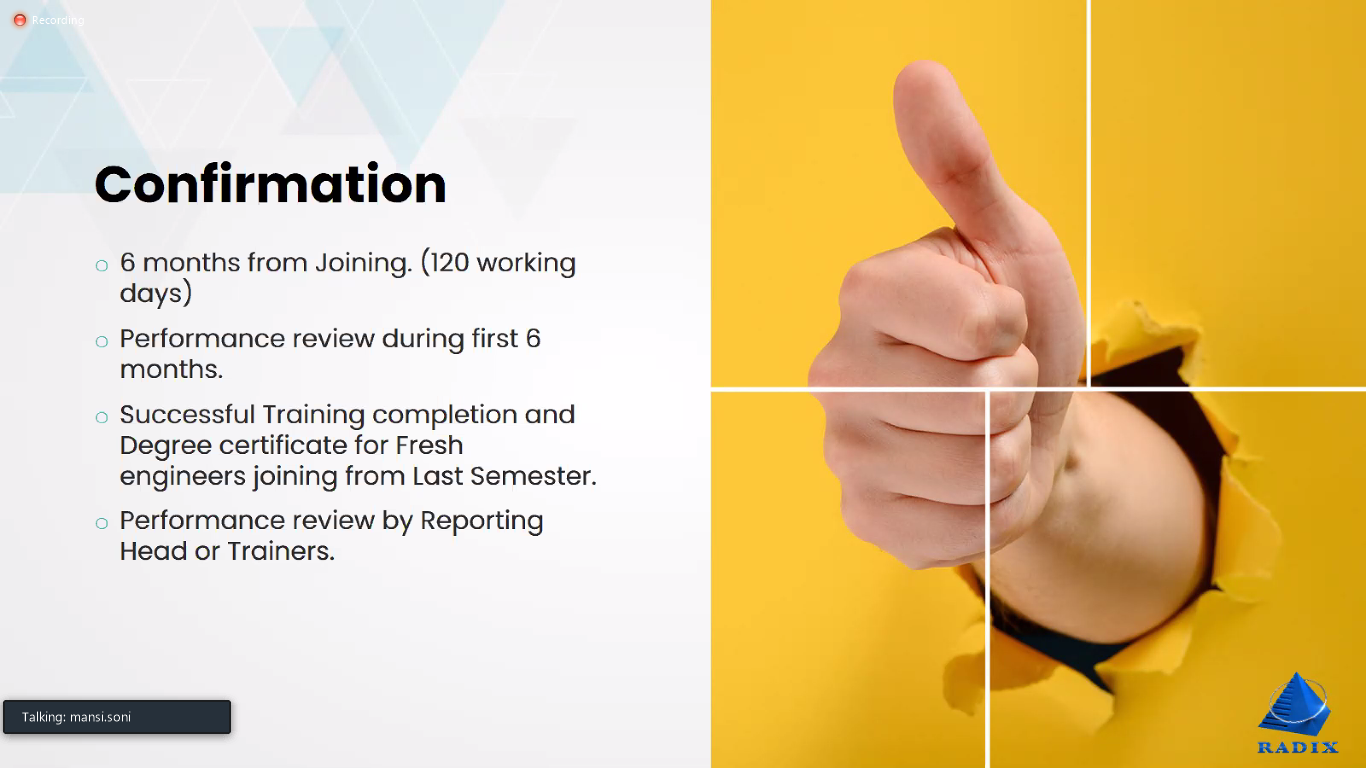 Recording
Confirmation
6 months from Joining. (120 working
days)
Performance review during first 6
months.
Successful Training completion and
Degree certificate for Fresh
engineers joining from Last Semester.
Performance review by Reporting
Head or Trainers.
Talking: mansi.soni
RADIX